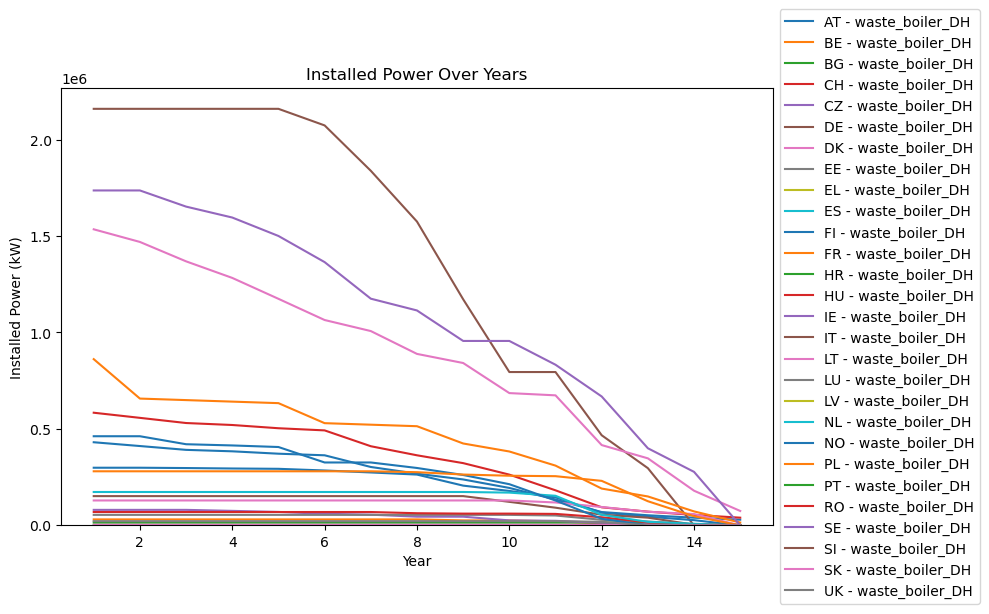 Installed Power Over Years
1e6
2.0
1.5
1.0
0.5
0.0
Installed Power (kW)
2 4 6 8 10 12 14
Year
AT - waste_boiler_DH
BE - waste_boiler_DH
BG - waste_boiler_DH
CH - waste_boiler_DH
CZ - waste_boiler_DH
DE - waste_boiler_DH
DK - waste_boiler_DH
EE - waste_boiler_DH
EL - waste_boiler_DH
ES - waste_boiler_DH
FI - waste_boiler_DH
FR - waste_boiler_DH
HR - waste_boiler_DH
HU - waste_boiler_DH
IE - waste_boiler_DH
IT - waste_boiler_DH
LT - waste_boiler_DH
LU - waste_boiler_DH
LV - waste_boiler_DH
NL - waste_boiler_DH
NO - waste_boiler_DH
PL - waste_boiler_DH
PT - waste_boiler_DH
RO - waste_boiler_DH
SE - waste_boiler_DH
SI - waste_boiler_DH
SK - waste_boiler_DH
UK - waste_boiler_DH